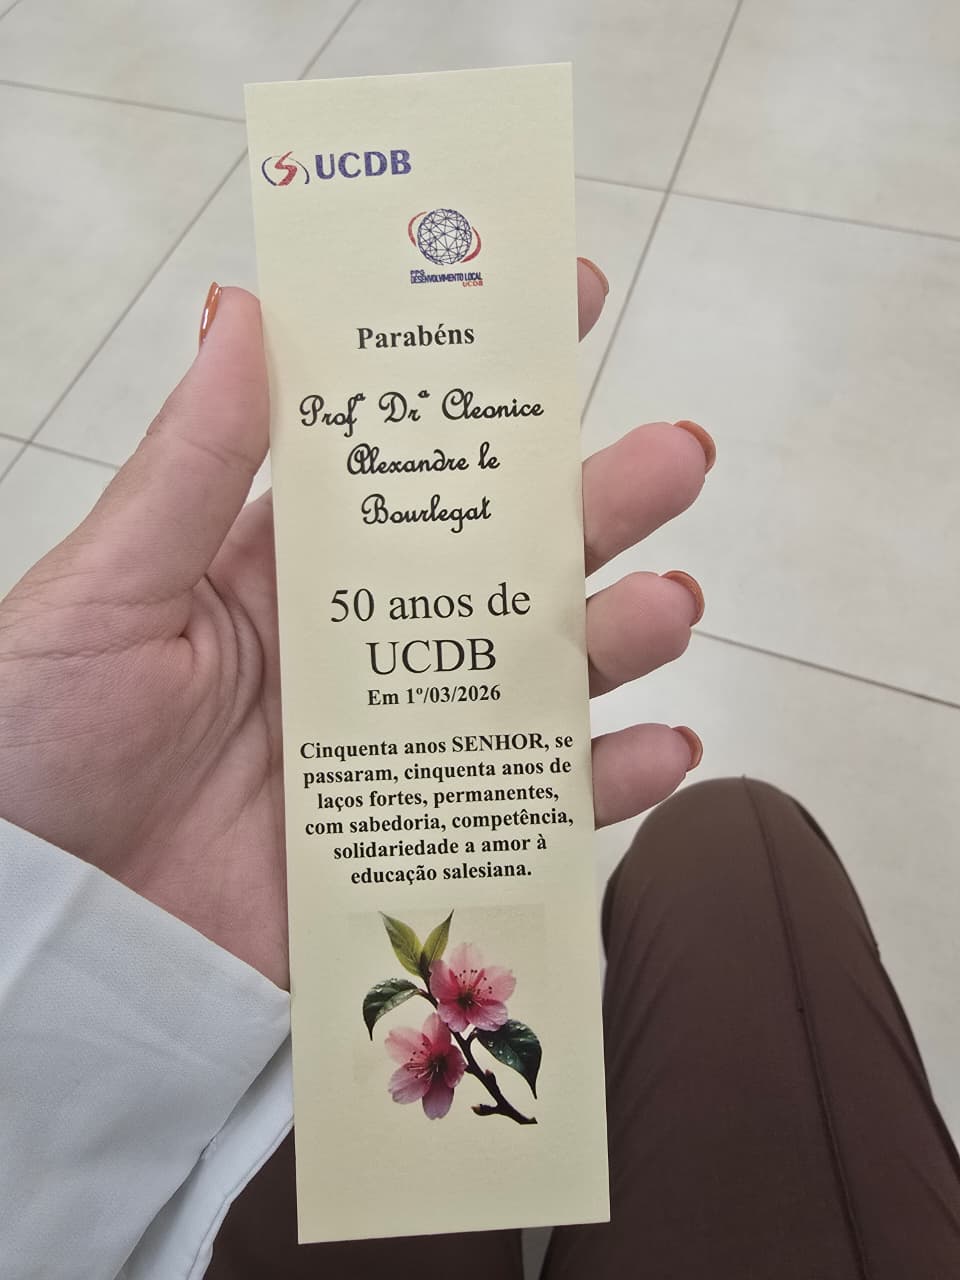 UCDB
PPG
DESENVOLVIMENTO LOCAL
UCDB
Parabéns
Profª Drª Cleonice
Alexandre le
Bourlegat
50 anos de
UCDB
Em 1º/03/2026
Cinquenta anos SENHOR, se
passaram, cinquenta anos de
laços fortes, permanentes,
com sabedoria, competência,
solidariedade a amor à
educação salesiana.